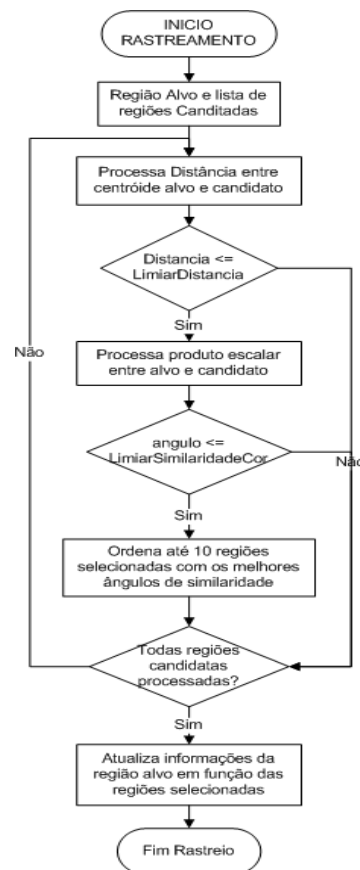 INICIO
RASTREAMENTO
Região Alvo e lista de
regiões Canditadas
Processa Distância entre
centróide alvo e candidato
Distancia <=
LimiarDistancia
Sim
Não
Processa produto escalar
entre alvo e candidato
angulo <=
LimiarSimilaridadeCor
Não
Sim
Ordena até 10 regiões
selecionadas com os melhores
ângulos de similaridade
Todas regiões
candidatas
processadas?
Sim
Atualiza informações da
região alvo em função das
regiões selecionadas
Fim Rastreio